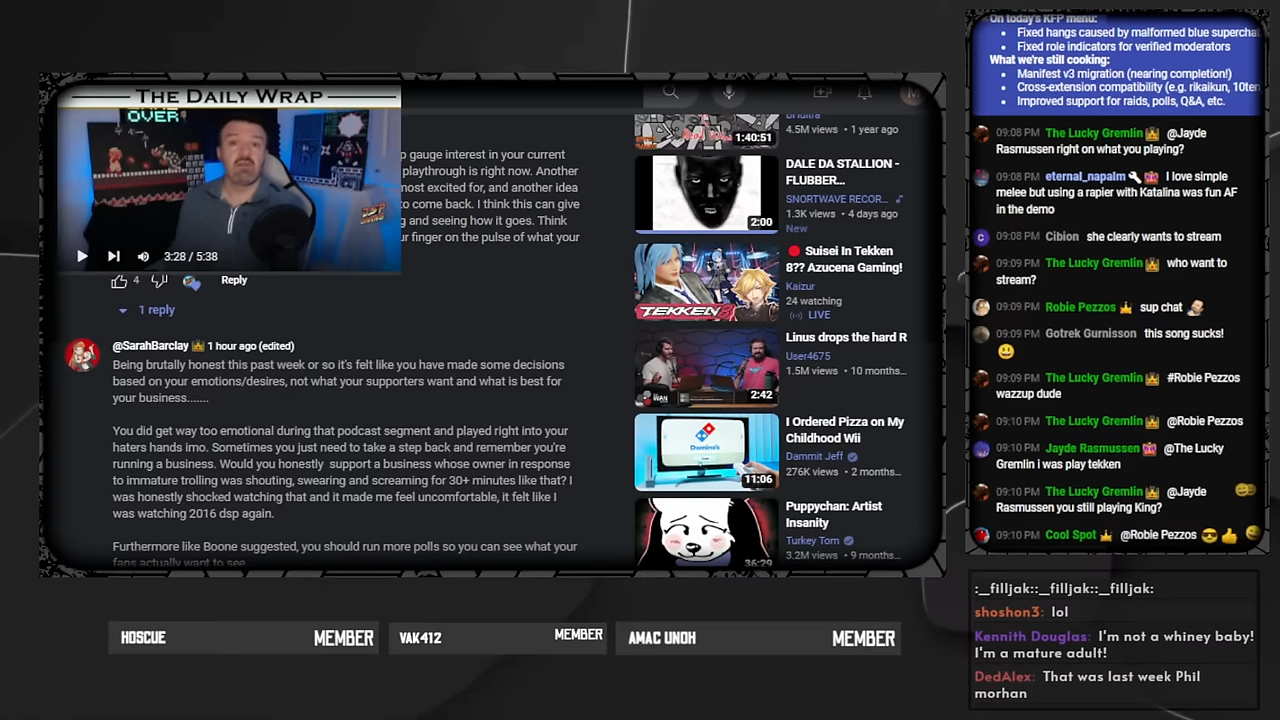 THE DAILY WRAP
OVER
3:28 / 5:38
p gauge interest in your current
playthrough is right now. Another
most excited for, and another idea
to come back. I think this can give
g and seeing how it goes. Think
ur finger on the pulse of what your
4
Reply
1 reply
@SarahBarclay 1 hour ago (edited)
Being brutally honest this past week or so it's felt like you have made some decisions
based on your emotions/desires, not what your supporters want and what is best for
your business.......
You did get way too emotional during that podcast segment and played right into your
haters hands imo. Sometimes you just need to take a step back and remember you're
running a business. Would you honestly support a business whose owner in response
to immature trolling was shouting, swearing and screaming for 30+ minutes like that? I
was honestly shocked watching that and it made me feel uncomfortable, it felt like I
was watching 2016 dsp again.
Furthermore like Boone suggested, you should run more polls so you can see what your
fans actually want to see
1:40:51
4.5M views • 1 year ago
DALE DA STALLION -
FLUBBER...
SNORTWAVE RECOR...
1.3K views • 4 days ago
New
2:00
Suisei In Tekken
8?? Azucena Gaming!
Kaizur
24 watching
LIVE
TEKKEN 8
Linus drops the hard R
User4675
1.5M views • 10 months...
WAN
2:42
I Ordered Pizza on My
Childhood Wii
Dammit Jeff
276K views • 2 months...
Domino's
11:06
Puppychan: Artist
Insanity
Turkey Tom
3.2M views • 9 months...
36:29
HOSCUE MEMBER
VAK412 MEMBER
AMAC UNOH MEMBER
On today's KFP menu:
• Fixed hangs caused by malformed blue supercha
• Fixed role indicators for verified moderators
What we're still cooking:
• Manifest v3 migration (nearing completion!)
• Cross-extension compatibility (e.g. rikaikun, 10ten
• Improved support for raids, polls, Q&A, etc.
09:08 PM The Lucky Gremlin @Jayde
Rasmussen right on what you playing?
09:08 PM eternal_napalm I love simple
melee but using a rapier with Katalina was fun AF
in the demo
09:08 PM Cibion she clearly wants to stream
09:09 PM The Lucky Gremlin who want to
stream?
09:09 PM Robie Pezzos sup chat
09:09 PM Gotrek Gurnisson this song sucks!
09:09 PM The Lucky Gremlin #Robie Pezzos
wazzup dude
09:10 PM The Lucky Gremlin @Robie Pezzos
09:10 PM Jayde Rasmussen @The Lucky
Gremlin i was play tekken
09:10 PM The Lucky Gremlin @Jayde
Rasmussen you still playing King?
09:10 PM Cool Spot @Robie Pezzos
:_filljak::_filljak::_filljak:
shoshon3: lol
Kennith Douglas: I'm not a whiney baby!
I'm a mature adult!
DedAlex: That was last week Phil
morhan